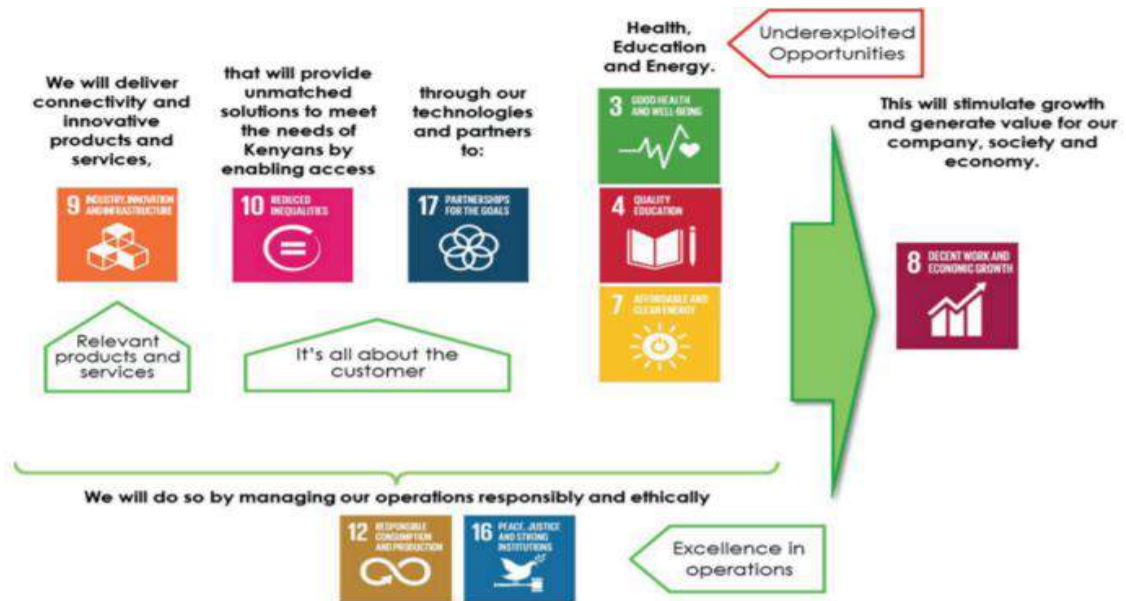 We will deliver
connectivity and
innovative
products and
services,
9 INDUSTRY, INNOVATION
AND INFRASTRUCTURE
Relevant
products and
services
that will provide
unmatched
solutions to meet
the needs of
Kenyans by
enabling access
10 REDUCED
INEQUALITIES
through our
technologies
and partners
to:
17 PARTNERSHIPS
FOR THE GOALS
It's all about the
customer
Health,
Education
and Energy.
Underexploited
Opportunities
3 GOOD HEALTH
AND WELL-BEING
4 QUALITY
EDUCATION
7 AFFORDABLE AND
CLEAN ENERGY
This will stimulate growth
and generate value for our
company, society and
economy.
8 DECENT WORK AND
ECONOMIC GROWTH
We will do so by managing our operations responsibly and ethically
12 RESPONSIBLE
CONSUMPTION
AND PRODUCTION
16 PEACE, JUSTICE
AND STRONG
INSTITUTIONS
Excellence in
operations